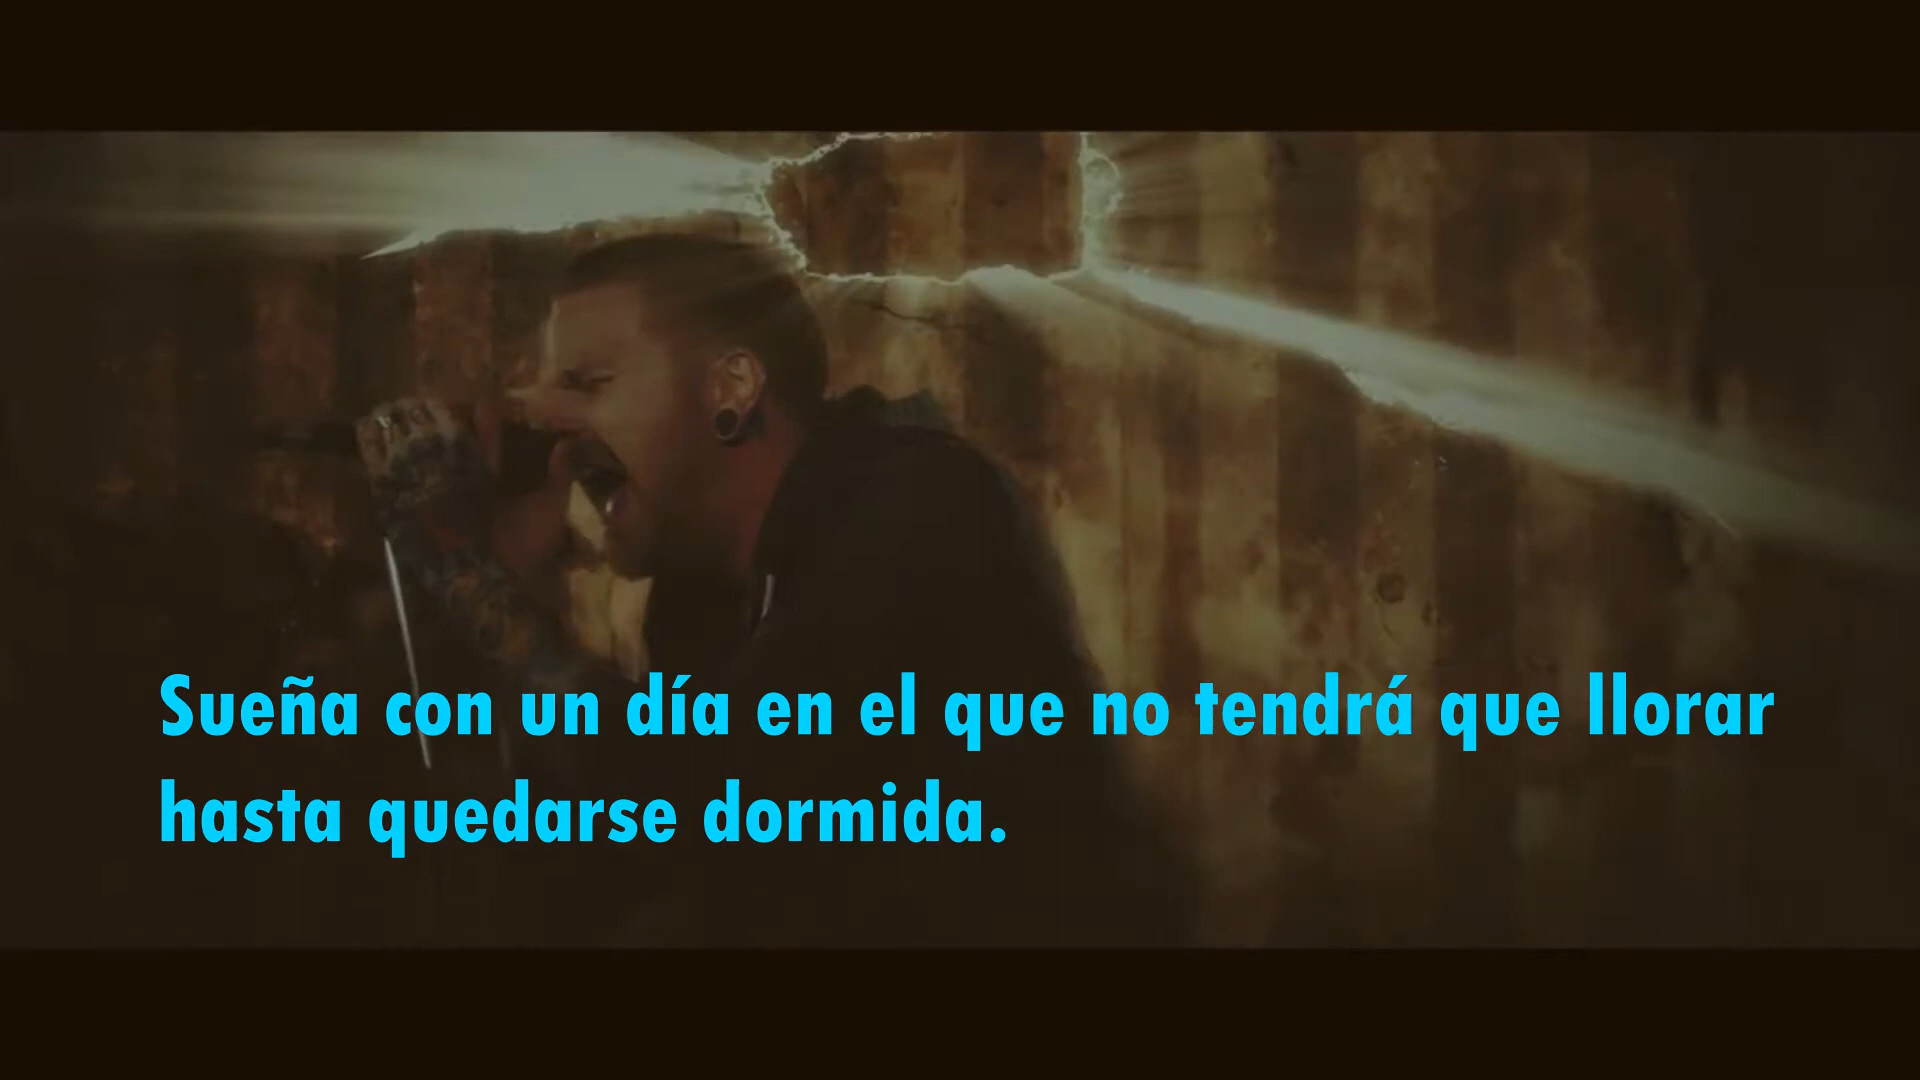 Sueña con un día en el que no tendrá que llorar
hasta quedarse dormida.